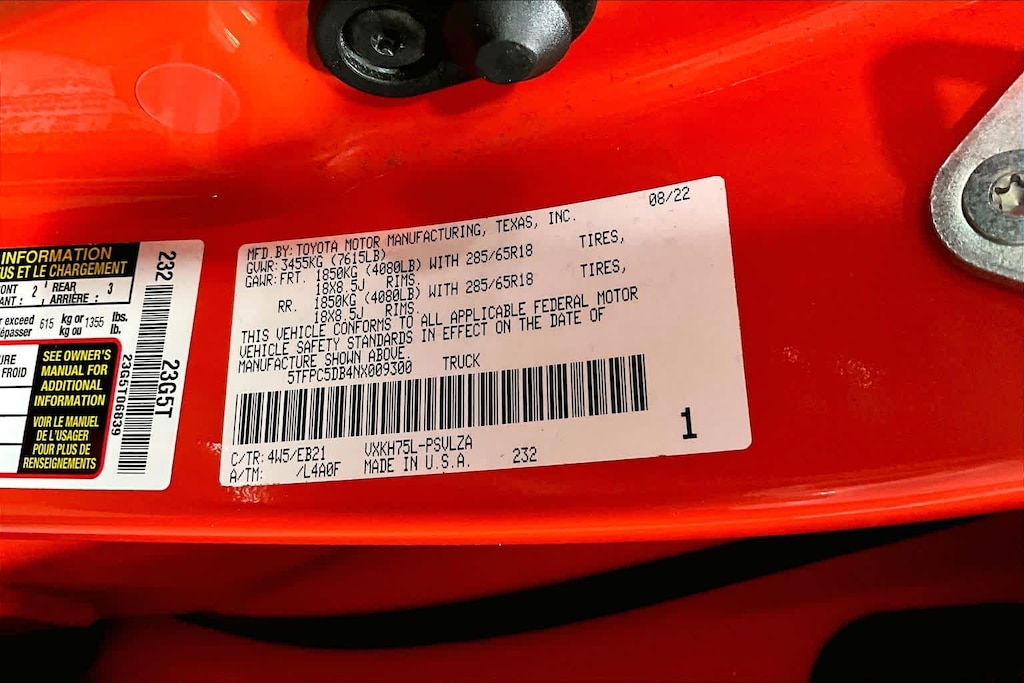 INFORMATION
US ET LE CHARGEMENT
ONT 2 REAR 3
ANT : 2 , ARRIÈRE : 3
r exceed 615 kg or 1355 lbs.
épasser kg ou lb.
URE
FROID
SEE OWNER'S
MANUAL FOR
ADDITIONAL
INFORMATION
VOIR LE MANUEL
DE L'USAGER
POUR PLUS DE
RENSEIGNEMENTS
232
23G5T
23G5T06839
08/22
MFD.BY:TOYOTA MOTOR MANUFACTURING, TEXAS, INC.
GVWR:3455KG (7615LB)
GAWR:FRT. 1850KG (4080LB) WITH 285/65R18 TIRES,
18X8.5J RIMS.
RR. 1850KG (4080LB) WITH 285/65R18 TIRES,
18X8.5J RIMS.
THIS VEHICLE CONFORMS TO ALL APPLICABLE FEDERAL MOTOR
VEHICLE SAFETY STANDARDS IN EFFECT ON THE DATE OF
MANUFACTURE SHOWN ABOVE.
5TFPC5DB4NX009300 TRUCK
C/TR:4W5/EB21 VXKH75L-PSVLZA
A/TM: /L4A0F MADE IN U.S.A. 232
1